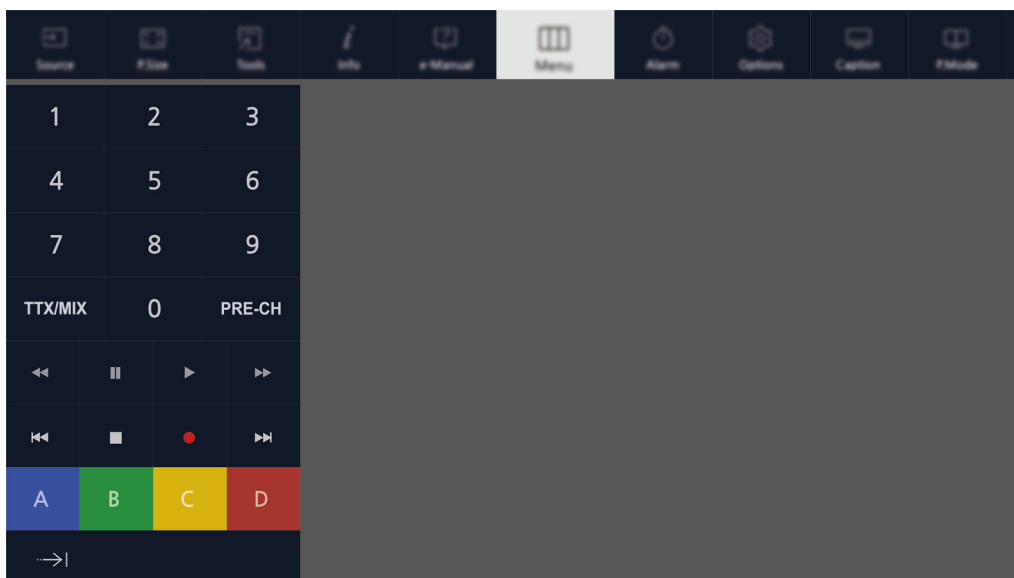 Source P.Size Tools Info e-Manual Menu Alarm Options Caption P.Mode
1 2 3
4 5 6
7 8 9
TTX/MIX 0 PRE-CH
A B C D